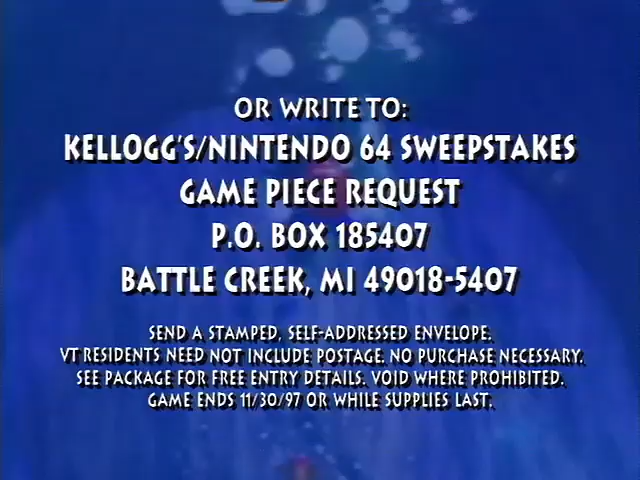 OR WRITE TO:
KELLOGG'S/NINTENDO 64 SWEEPSTAKES
GAME PIECE REQUEST
P.O. BOX 185407
BATTLE CREEK, MI 49018-5407
SEND A STAMPED, SELF-ADDRESSED ENVELOPE.
VT RESIDENTS NEED NOT INCLUDE POSTAGE. NO PURCHASE NECESSARY.
SEE PACKAGE FOR FREE ENTRY DETAILS. VOID WHERE PROHIBITED.
GAME ENDS 11/30/97 OR WHILE SUPPLIES LAST.